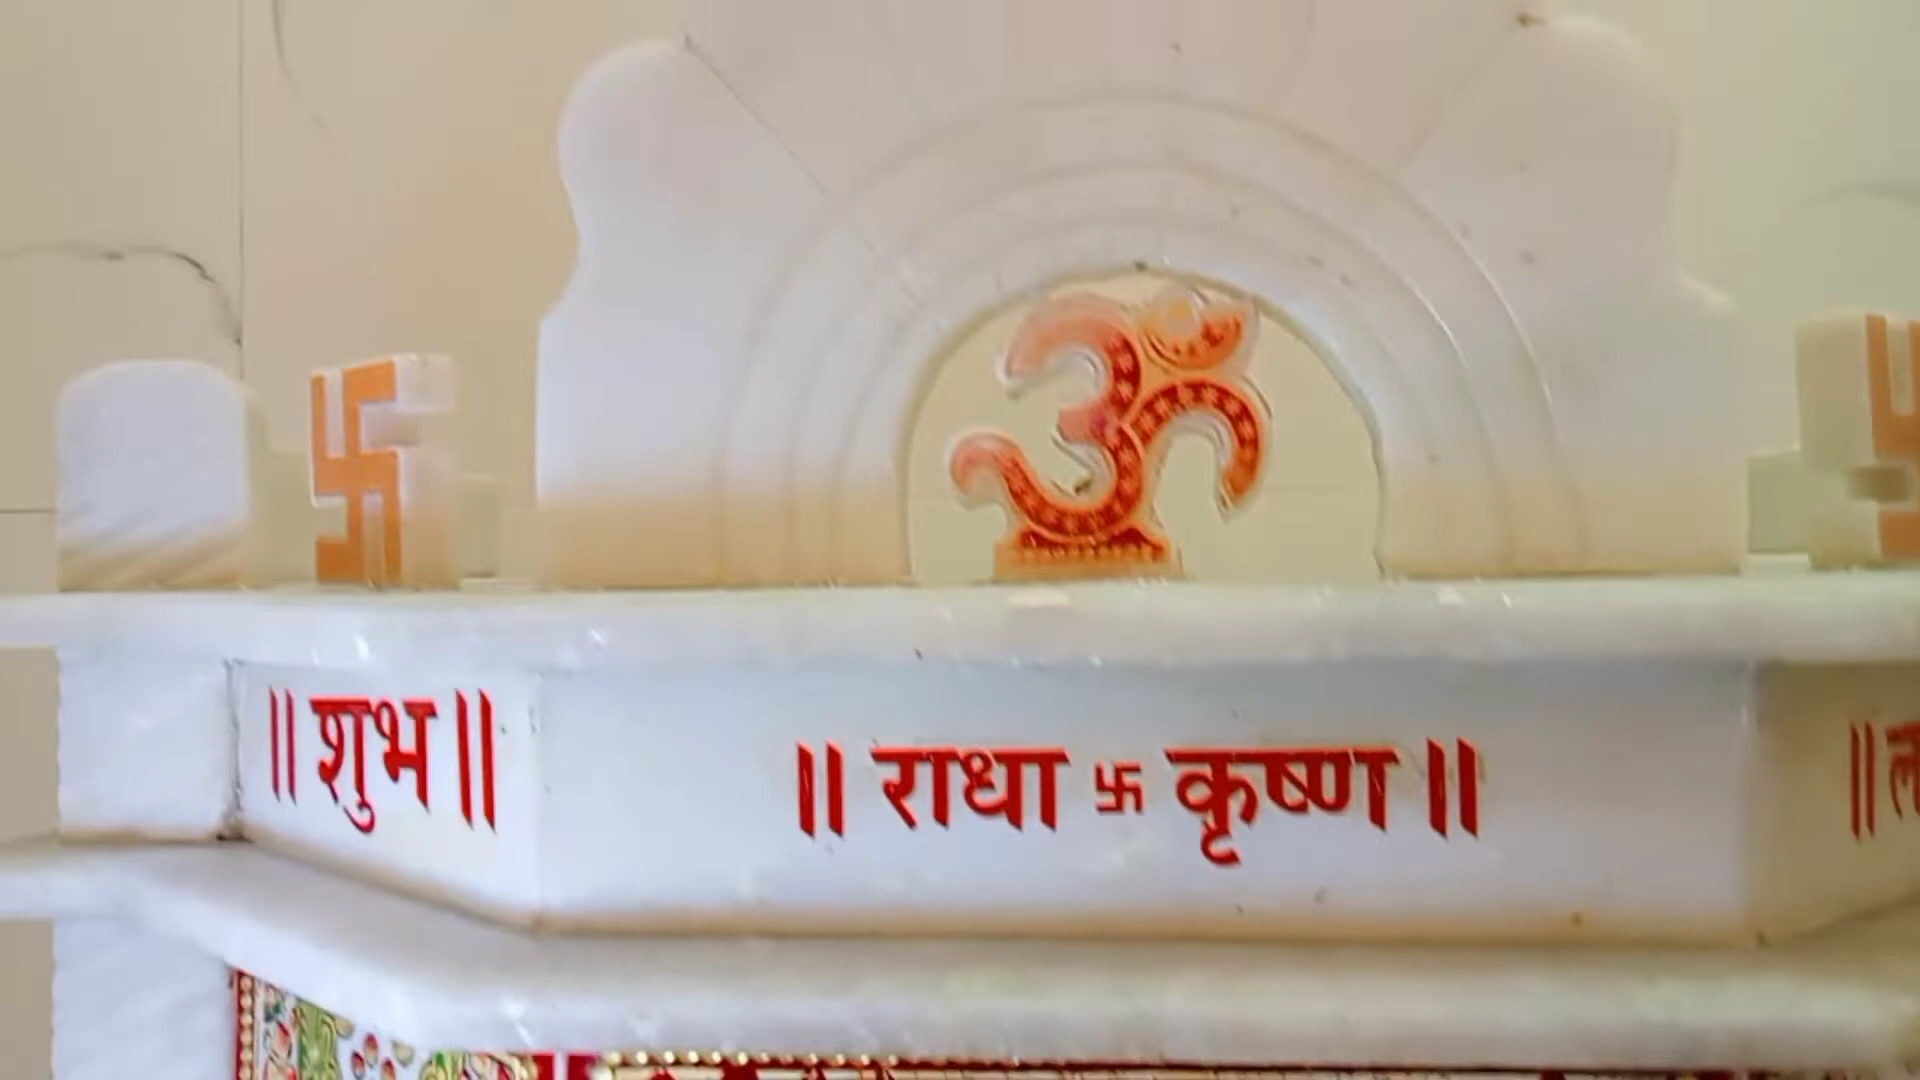 ॐ
॥ शुभ ॥
॥ राधा 卐 कृष्ण ॥